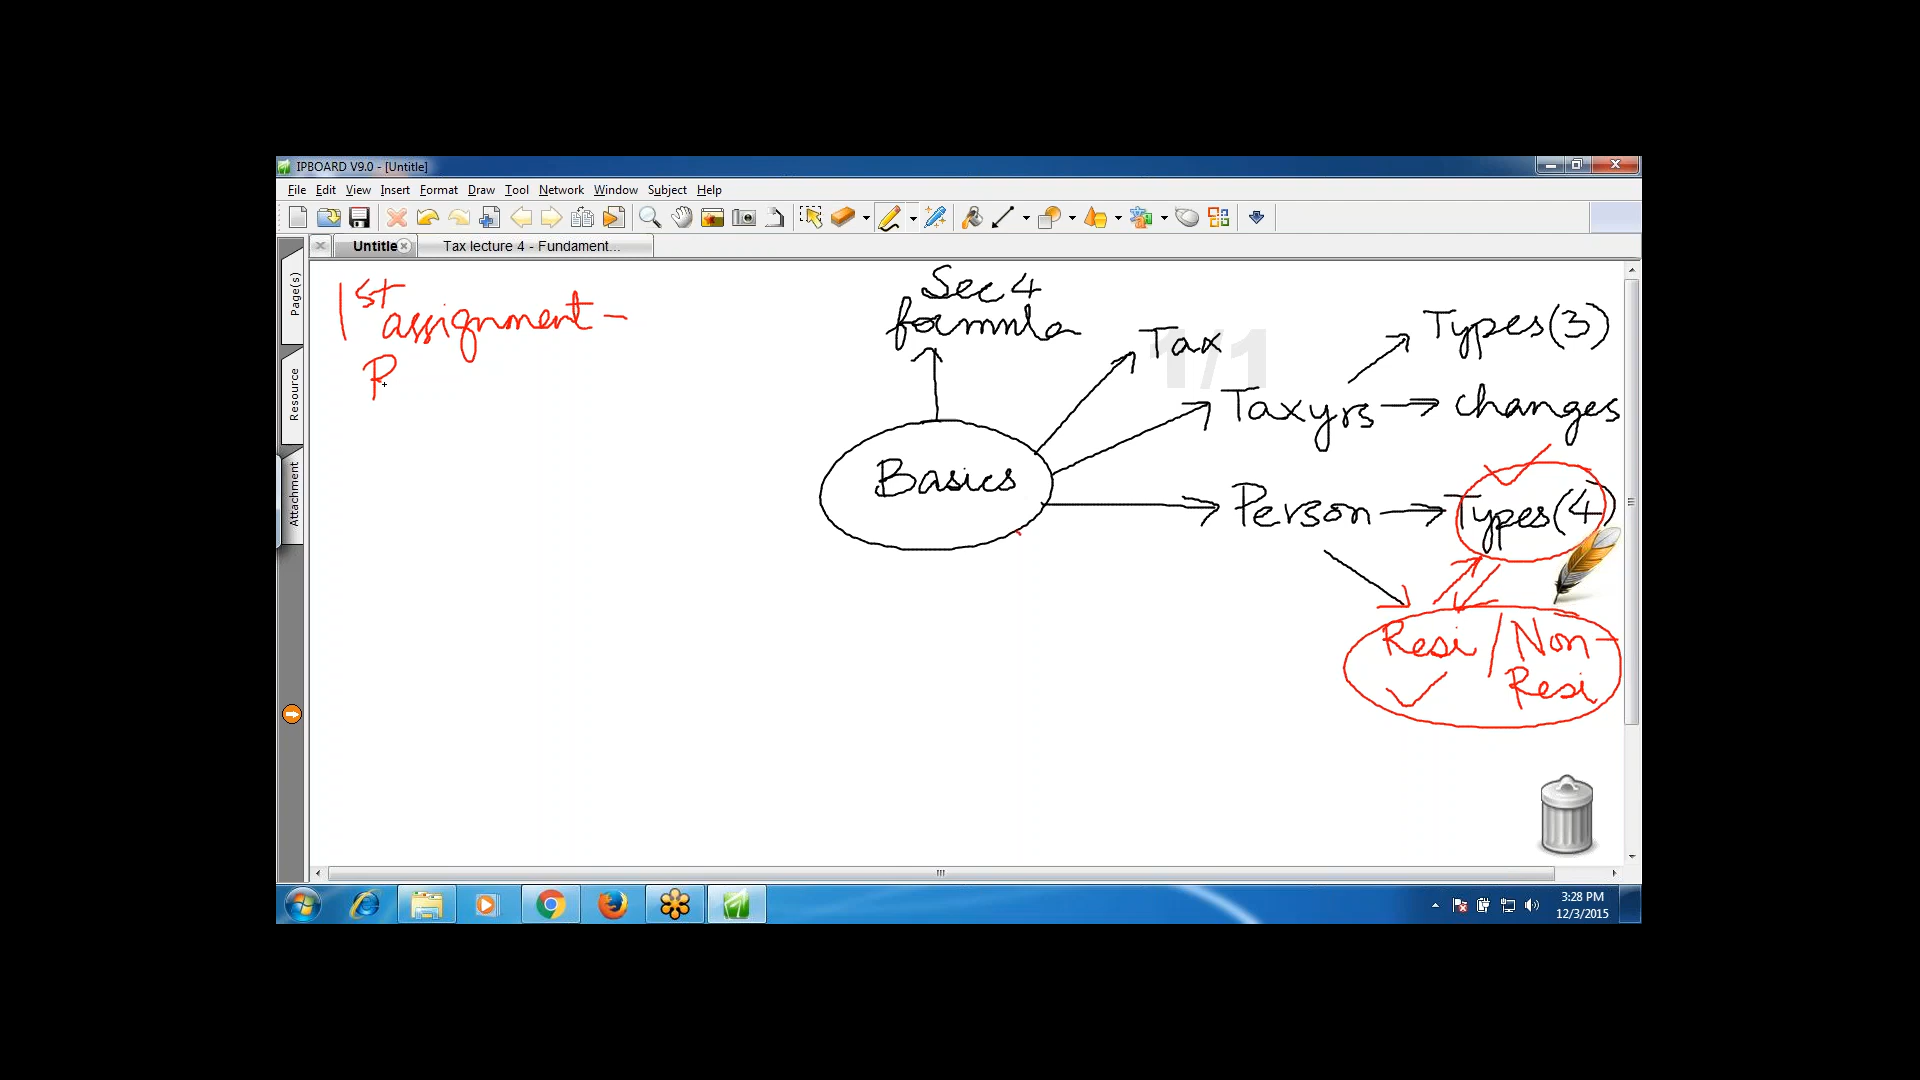 IPBOARD V9.0 - [Untitle]
File Edit View Insert Format Draw Tool Network Window Subject Help
Untitle
Tax lecture 4 - Fundament...
Page(s)
Resource
Attachment
1/1
1st assignment -
P
Sec 4
formula
Tax
Types(3)
Taxyrs
changes
Basics
Person
Types(4)
Resi / Non-
Resi
3:28 PM
12/3/2015